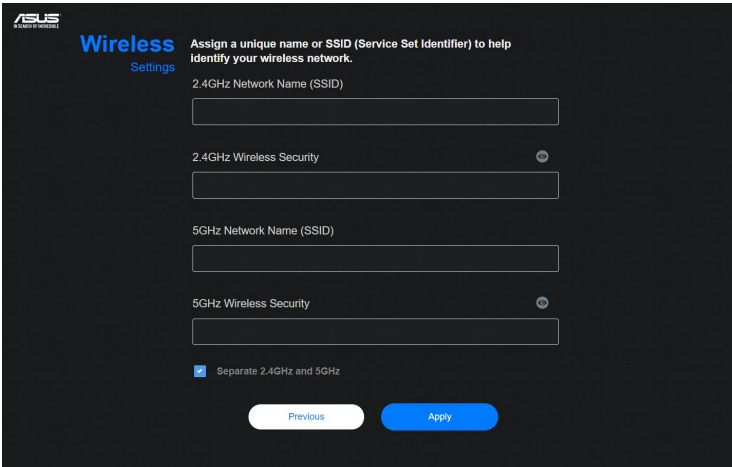 ASUS
IN SEARCH OF INCREDIBLE
Wireless
Settings
Assign a unique name or SSID (Service Set Identifier) to help
identify your wireless network.
2.4GHz Network Name (SSID)
2.4GHz Wireless Security
5GHz Network Name (SSID)
5GHz Wireless Security
Separate 2.4GHz and 5GHz
Previous
Apply